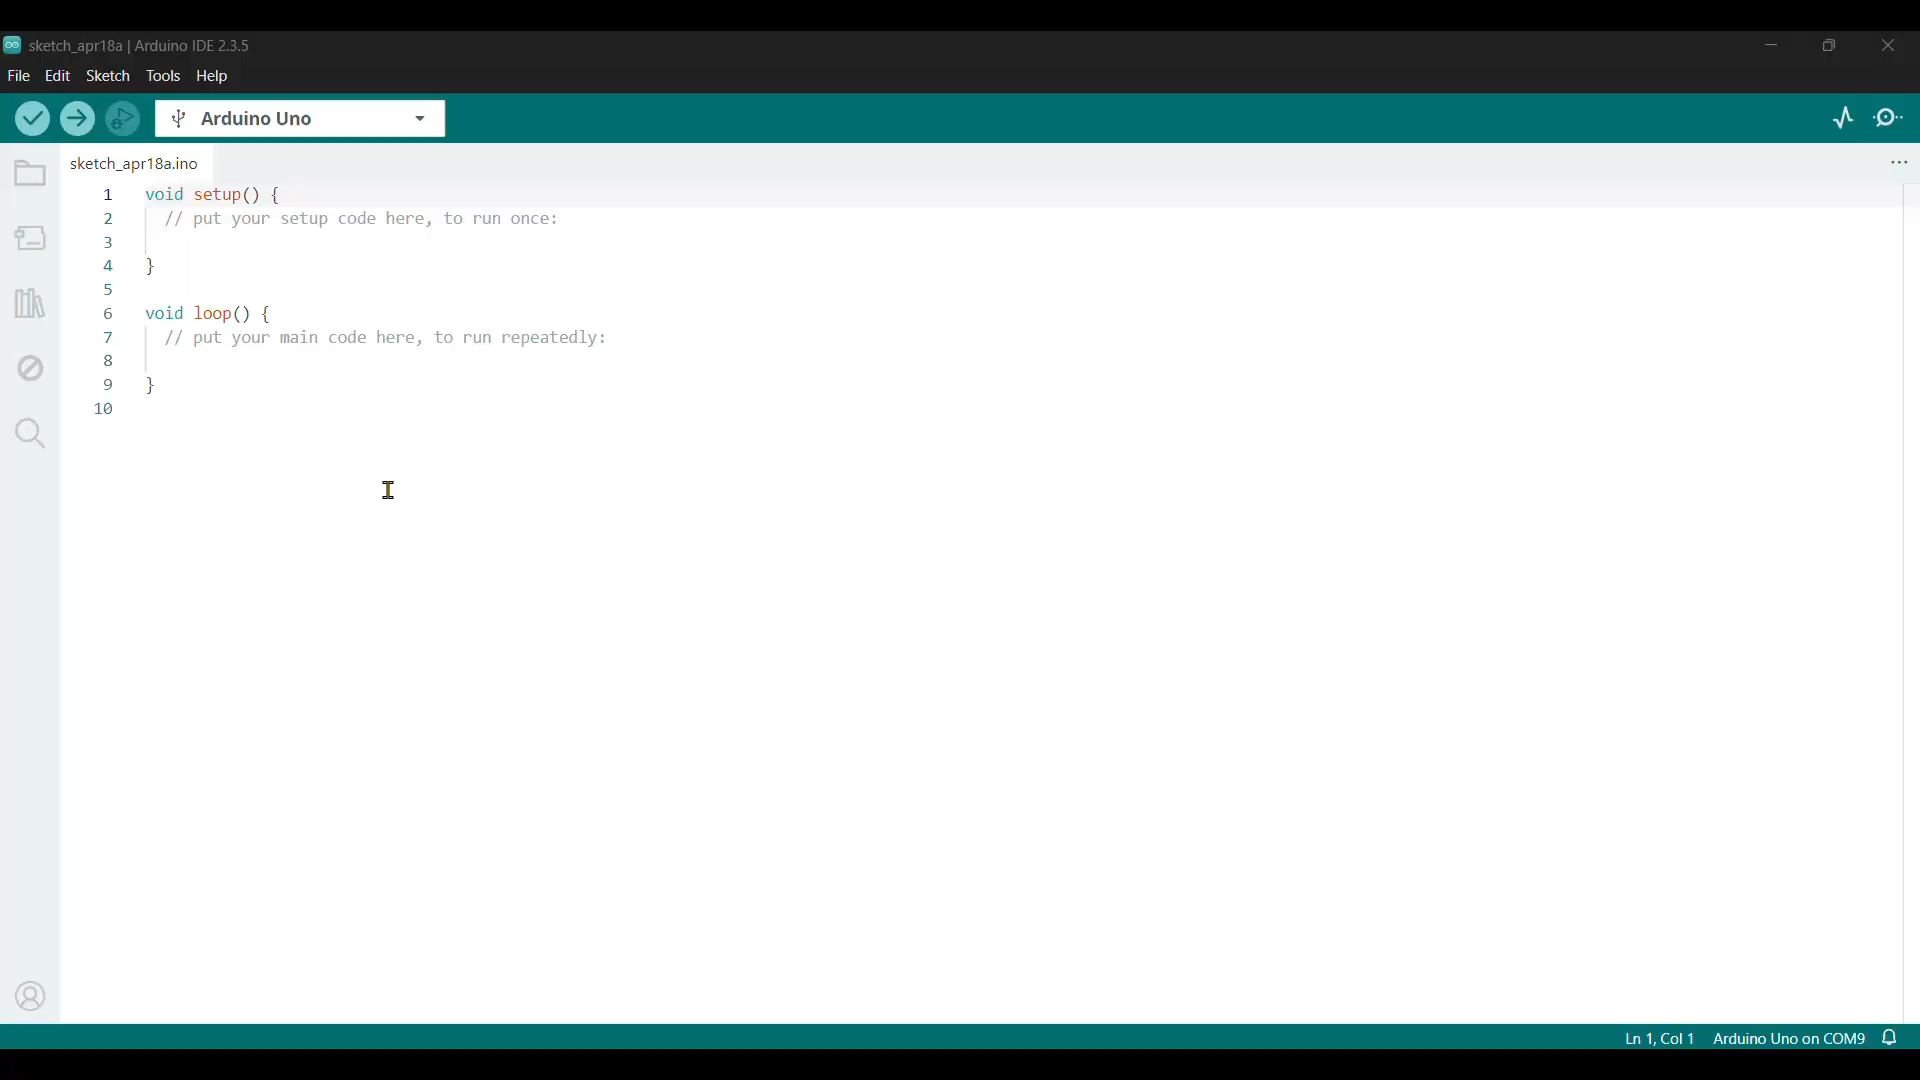 sketch_apr18a | Arduino IDE 2.3.5
File Edit Sketch Tools Help
Arduino Uno
sketch_apr18a.ino
1 void setup() {
2 // put your setup code here, to run once:
3
4 }
5
6 void loop() {
7 // put your main code here, to run repeatedly:
8
9 }
10
Ln 1, Col 1 Arduino Uno on COM9